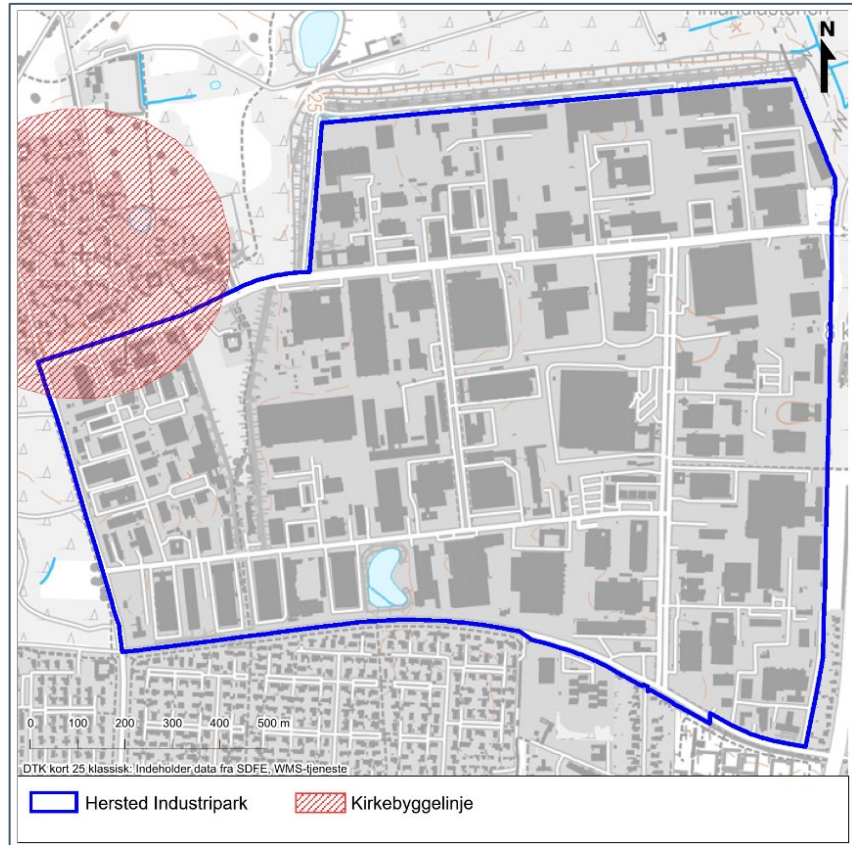 Finlandsstenen
N
25
0 100 200 300 400 500 m
DTK kort 25 klassisk: Indeholder data fra SDFE, WMS-tjeneste
Hersted Industripark
Kirkebyggelinje